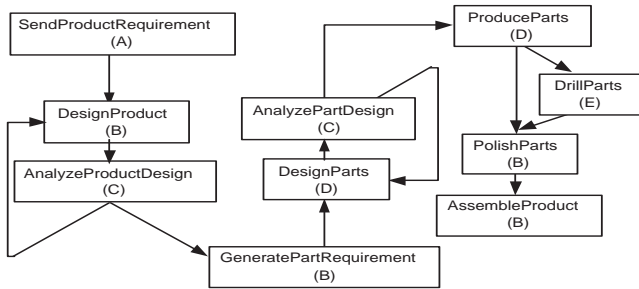 SendProductRequirement
(A)
DesignProduct
(B)
AnalyzeProductDesign
(C)
GeneratePartRequirement
(B)
DesignParts
(D)
AnalyzePartDesign
(C)
ProduceParts
(D)
DrillParts
(E)
PolishParts
(B)
AssembleProduct
(B)